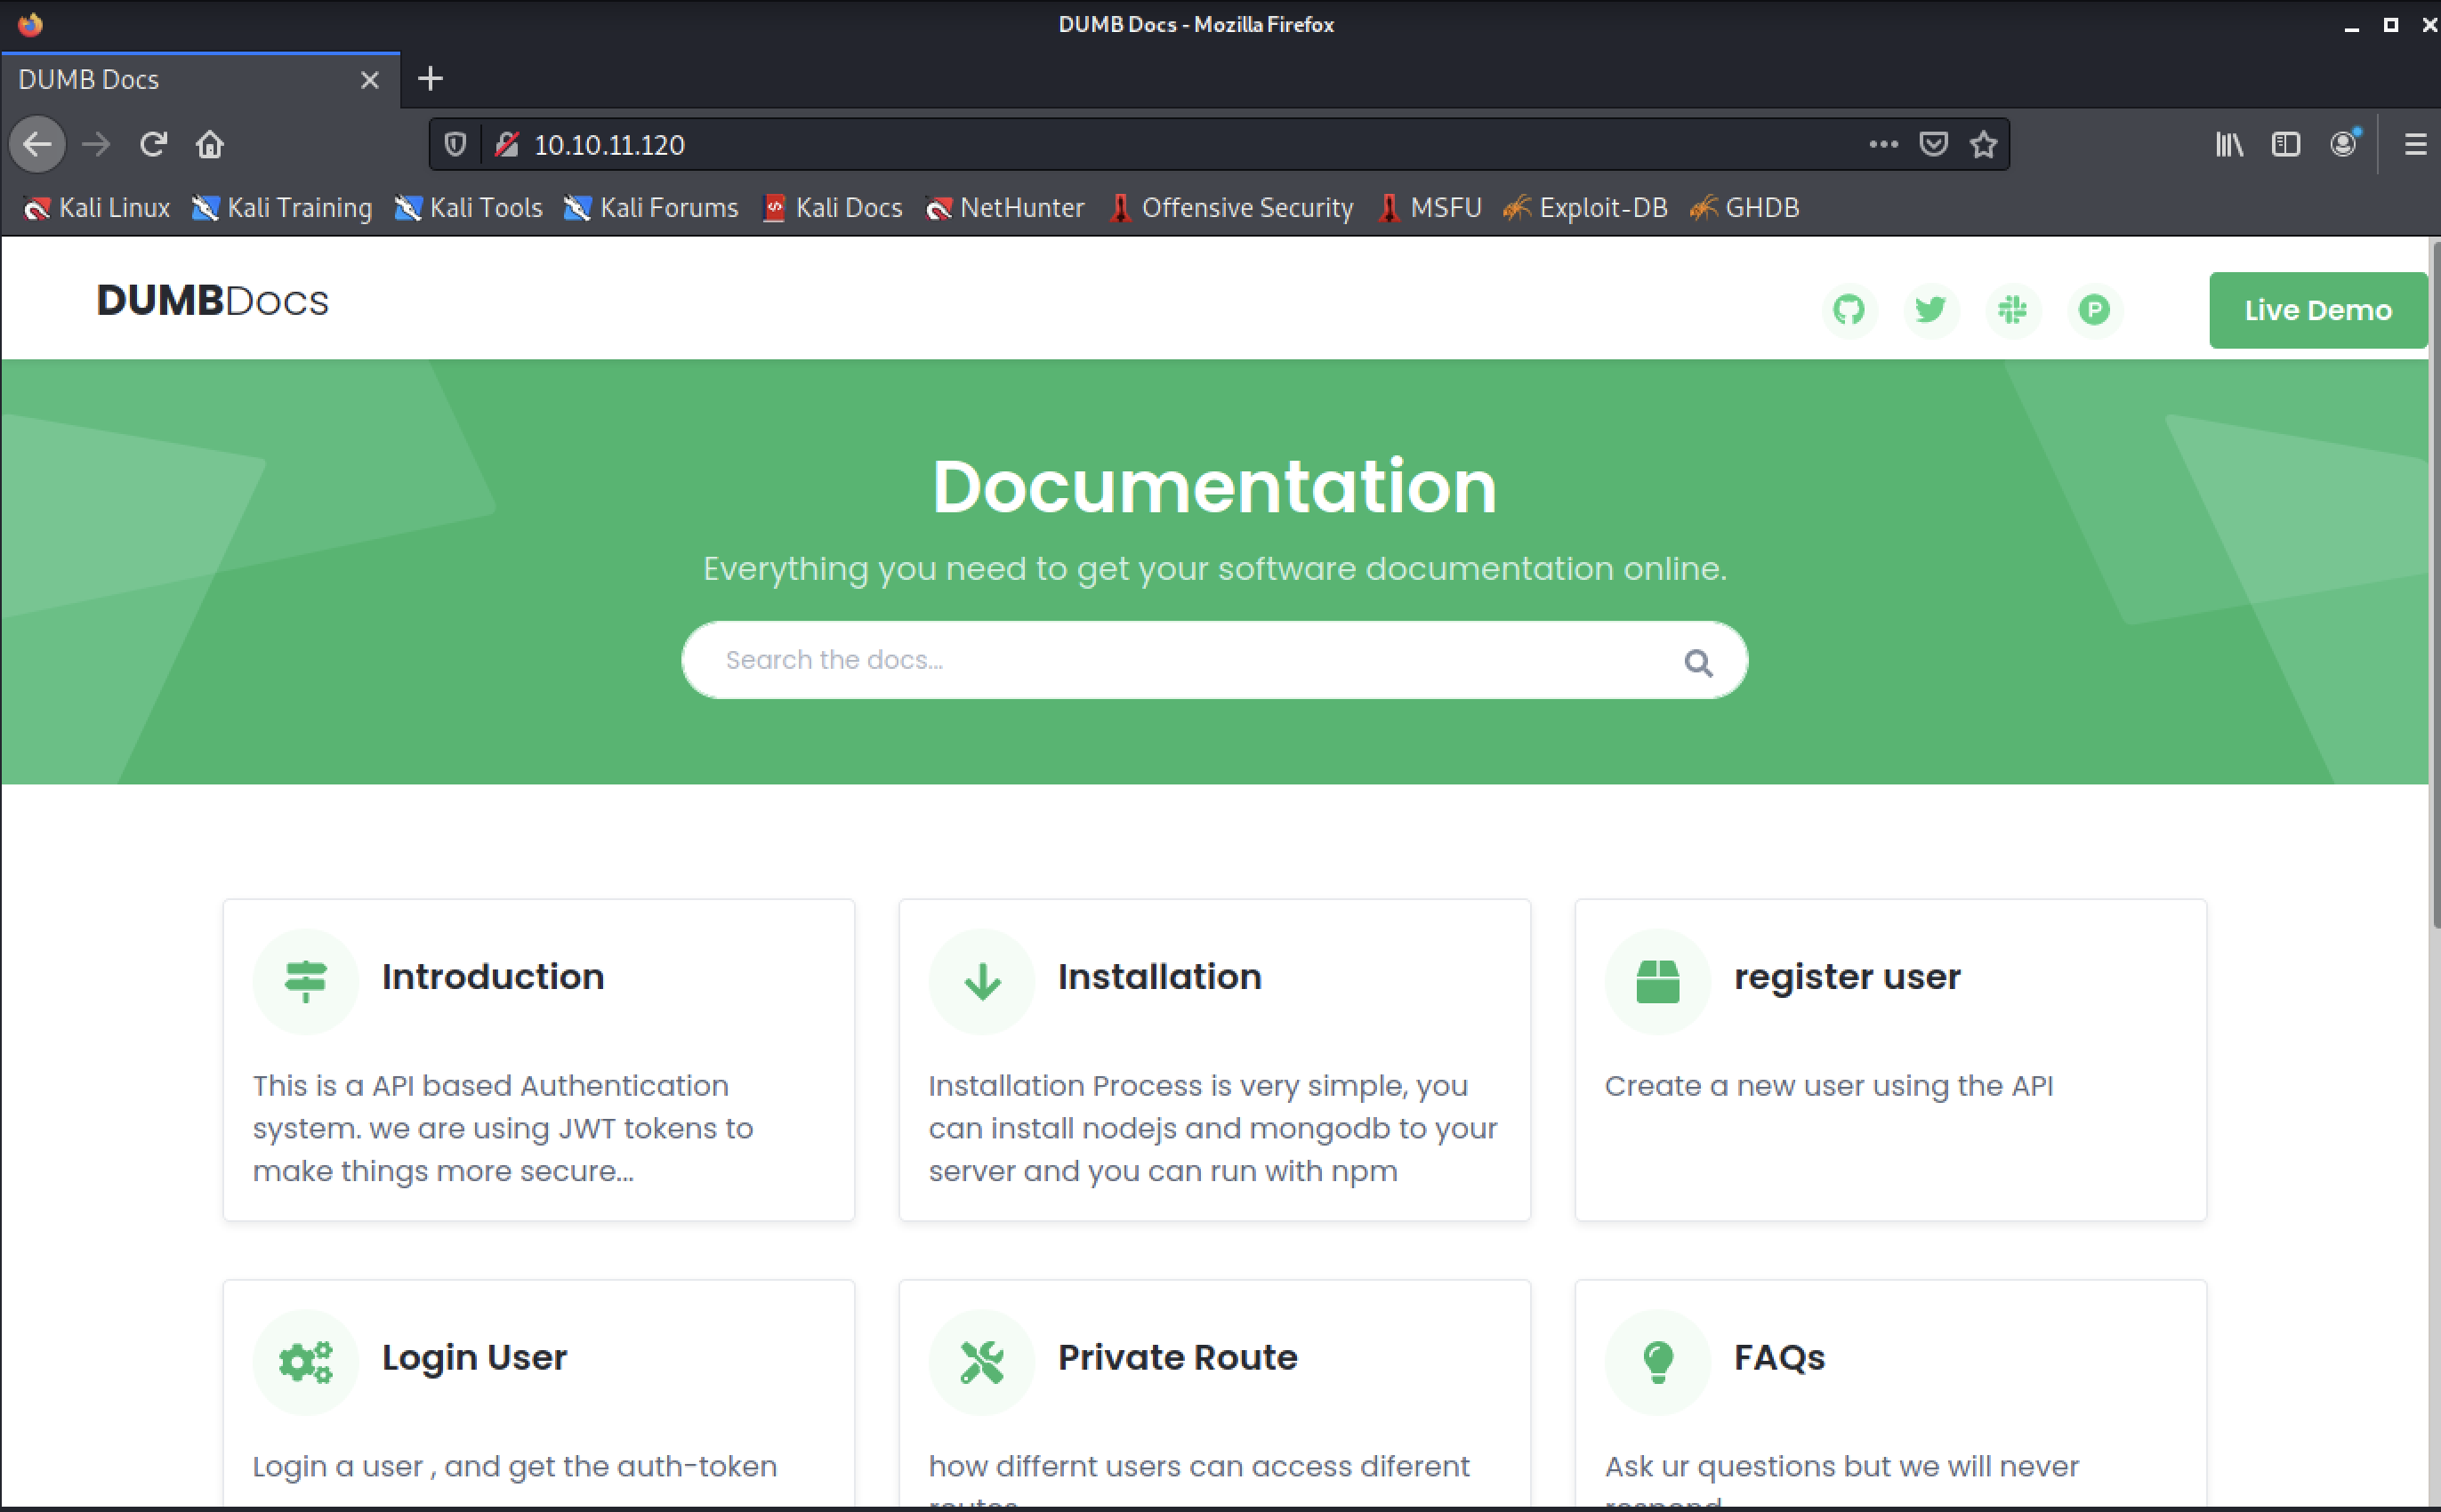 DUMB Docs - Mozilla Firefox
DUMB Docs
10.10.11.120
Kali Linux Kali Training Kali Tools Kali Forums Kali Docs NetHunter Offensive Security MSFU Exploit-DB GHDB
DUMBDocs
Live Demo
Documentation
Everything you need to get your software documentation online.
Search the docs...
Introduction
This is a API based Authentication
system. we are using JWT tokens to
make things more secure...
Installation
Installation Process is very simple, you
can install nodejs and mongodb to your
server and you can run with npm
register user
Create a new user using the API
Login User
Login a user , and get the auth-token
Private Route
how differnt users can access diferent
routes
FAQs
Ask ur questions but we will never
respond